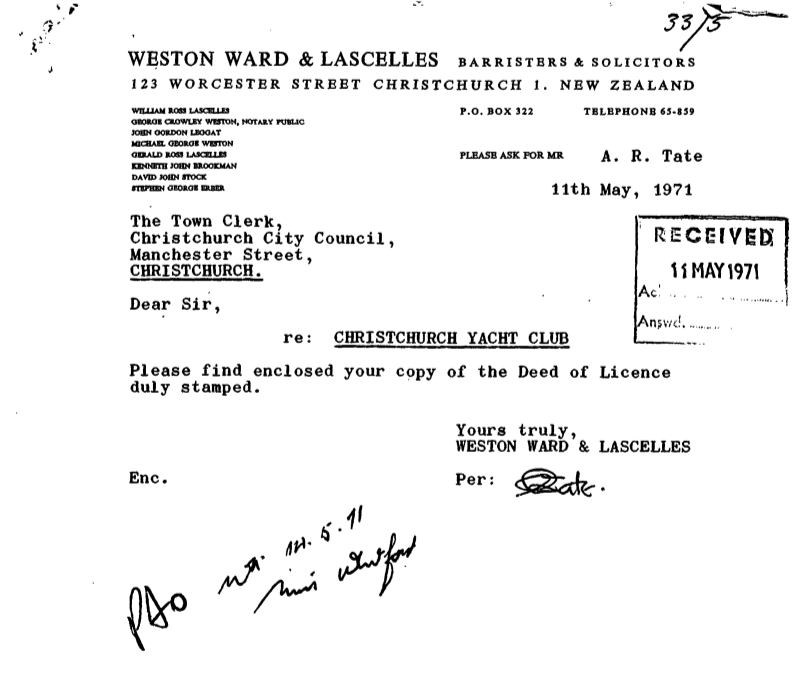 33/5
WESTON WARD & LASCELLES BARRISTERS & SOLICITORS
123 WORCESTER STREET CHRISTCHURCH 1. NEW ZEALAND
WILLIAM ROSS LASCELLES
GEORGE CROWLEY WESTON, NOTARY PUBLIC
JOHN GORDON LEGGAT
MICHAEL GEORGE WESTON
GERALD ROSS LASCELLES
KENNETH JOHN BROOKMAN
DAVID JOHN STOCK
STEPHEN GEORGE ERBER
P.O. BOX 322 TELEPHONE 65-859
PLEASE ASK FOR MR A. R. Tate
11th May, 1971
The Town Clerk,
Christchurch City Council,
Manchester Street,
CHRISTCHURCH.
RECEIVED
11 MAY 1971
Ac
Answd.
Dear Sir,
re: CHRISTCHURCH YACHT CLUB
Please find enclosed your copy of the Deed of Licence
duly stamped.
Yours truly,
WESTON WARD & LASCELLES
Enc.
Per: Tate.
14.5.71
Miss